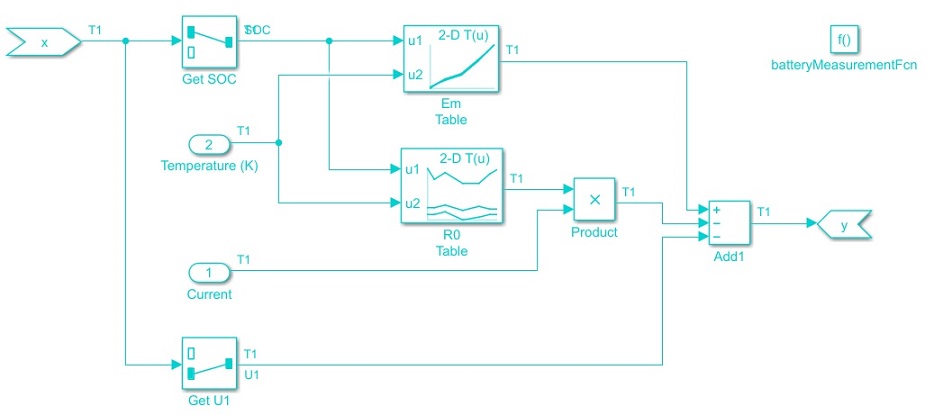 x
T1
T1
SOC
Get SOC
u1
u2
2-D T(u)
T1
Em
Table
f()
batteryMeasurementFcn
2
T1
Temperature (K)
u1
u2
2-D T(u)
T1
R0
Table
×
T1
Product
+
−
−
T1
Add1
y
1
T1
Current
T1
U1
Get U1